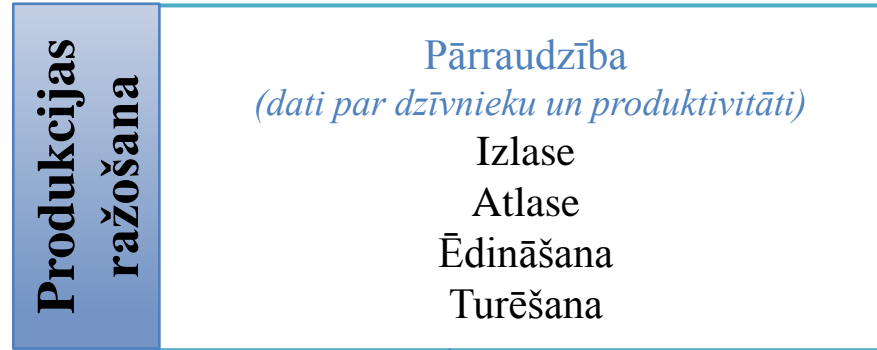 Produkcijas
ražošana
Pārraudzība
(dati par dzīvnieku un produktivitāti)
Izlase
Atlase
Ēdināšana
Turēšana